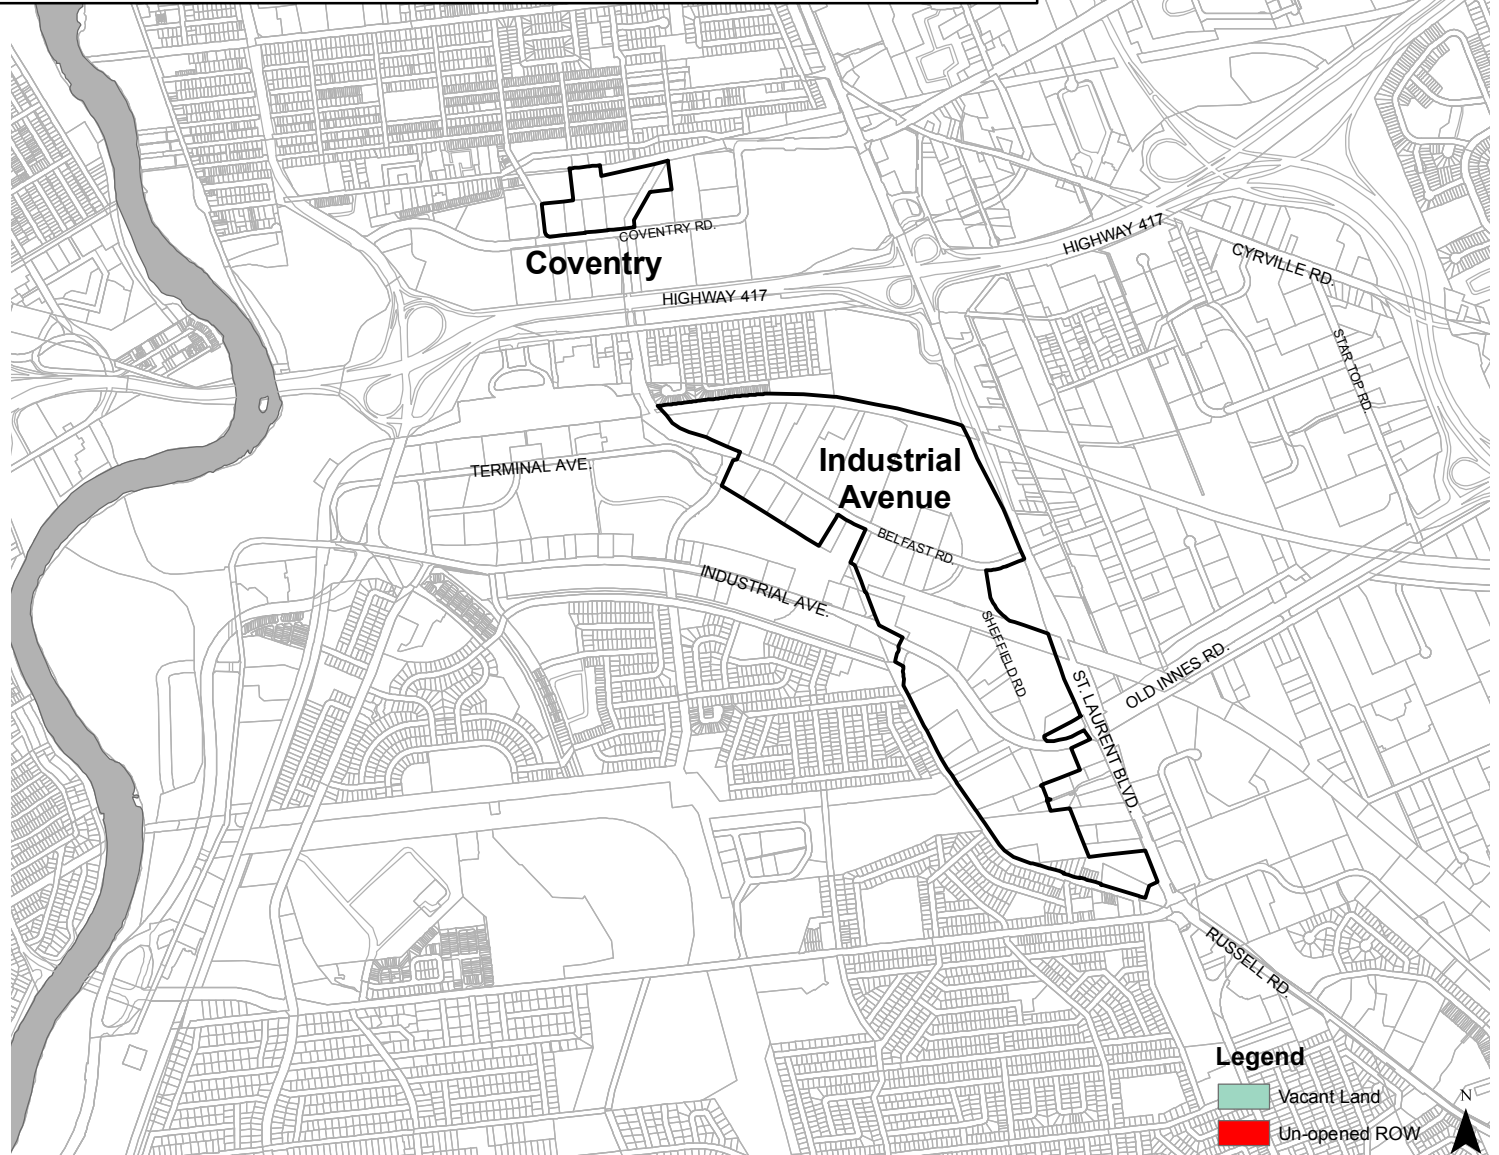 COVENTRY RD.
Coventry
HIGHWAY 417
HIGHWAY 417
CYRVILLE RD.
STAR TOP RD.
TERMINAL AVE.
Industrial
Avenue
BELFAST RD.
INDUSTRIAL AVE.
SHEFFIELD RD
ST. LAURENT BLVD.
OLD INNES RD.
RUSSELL RD.
Legend
Vacant Land
Un-opened ROW
N